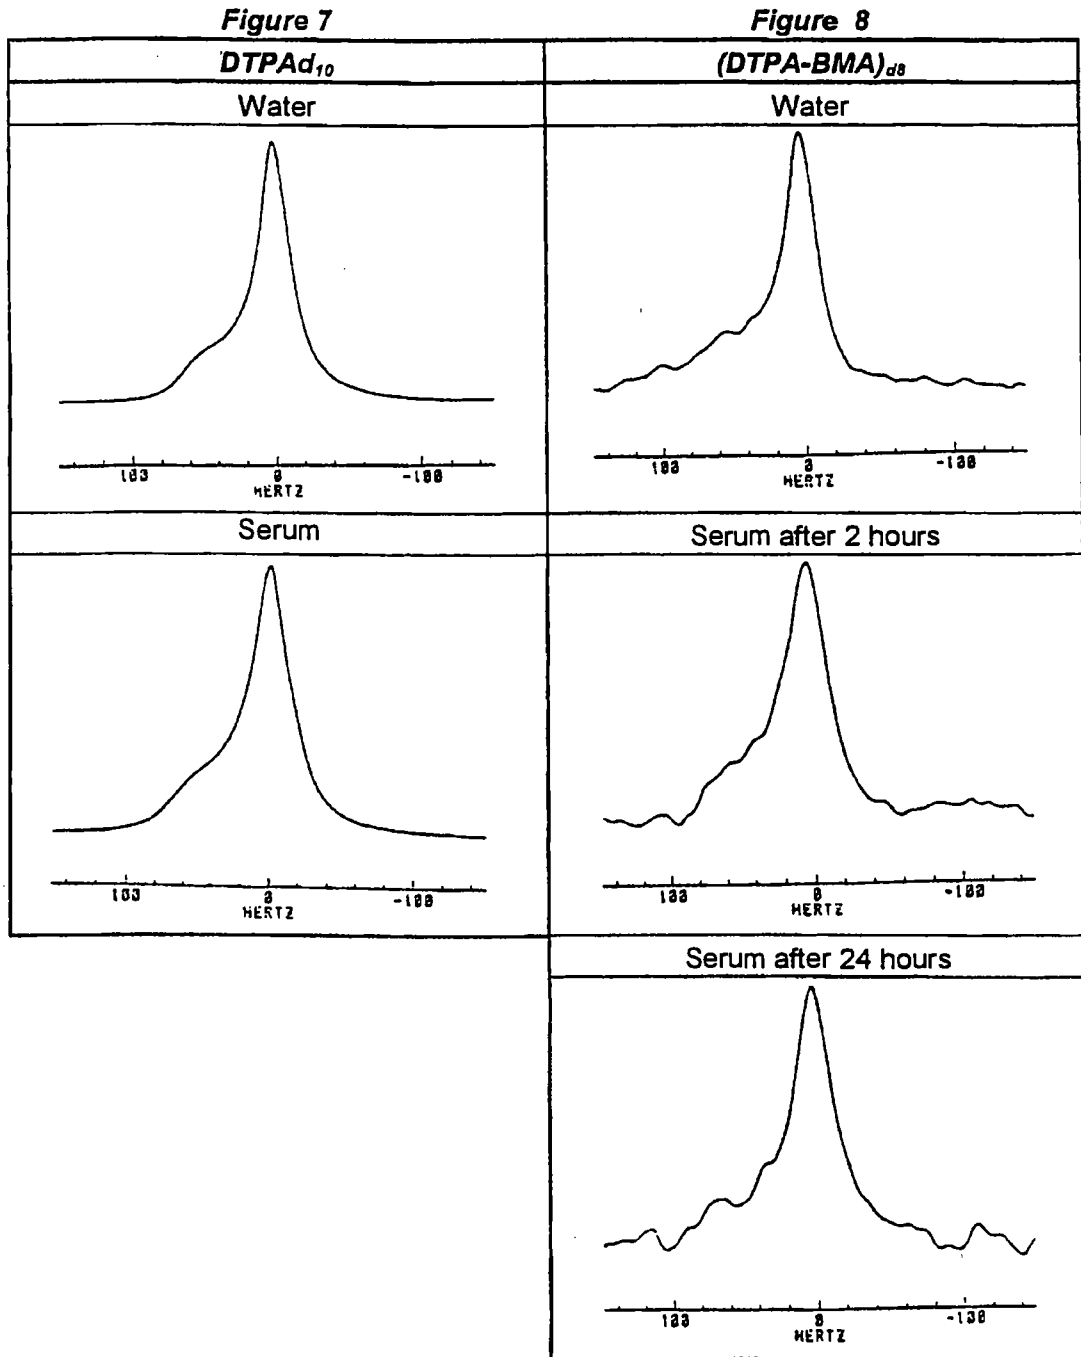 Figure 7
Figure 8
DTPAd10
(DTPA-BMA)d8
Water
Water
100 0 -100
HERTZ
100 0 -100
HERTZ
Serum
Serum after 2 hours
100 0 -100
HERTZ
100 0 -100
HERTZ
Serum after 24 hours
100 0 -100
HERTZ